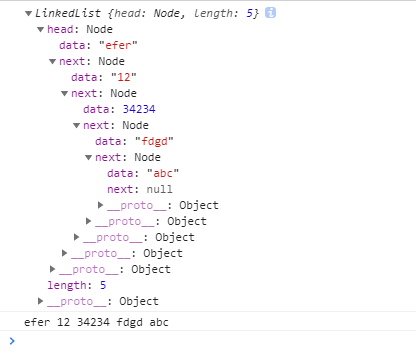 ▼LinkedList {head: Node, length: 5} i
▼head: Node
data: "efer"
▼next: Node
data: "12"
▼next: Node
data: 34234
▼next: Node
data: "fdgd"
▼next: Node
data: "abc"
next: null
▶__proto__: Object
▶__proto__: Object
▶__proto__: Object
▶__proto__: Object
▶__proto__: Object
length: 5
▶__proto__: Object
efer 12 34234 fdgd abc
>